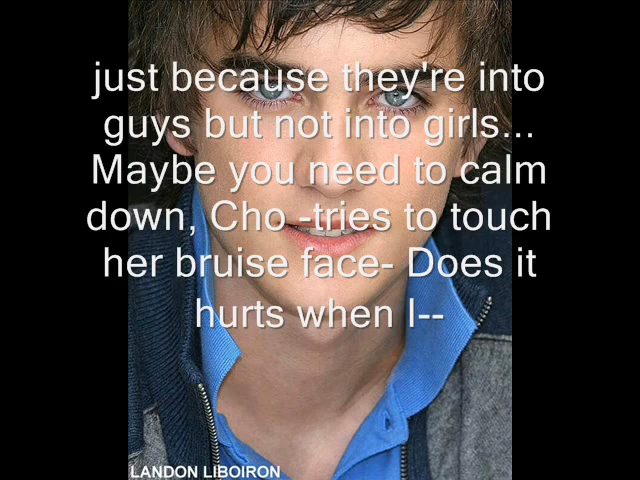 just because they're into
guys but not into girls...
Maybe you need to calm
down, Cho -tries to touch
her bruise face- Does it
hurts when I--
LANDON LIBOIRON